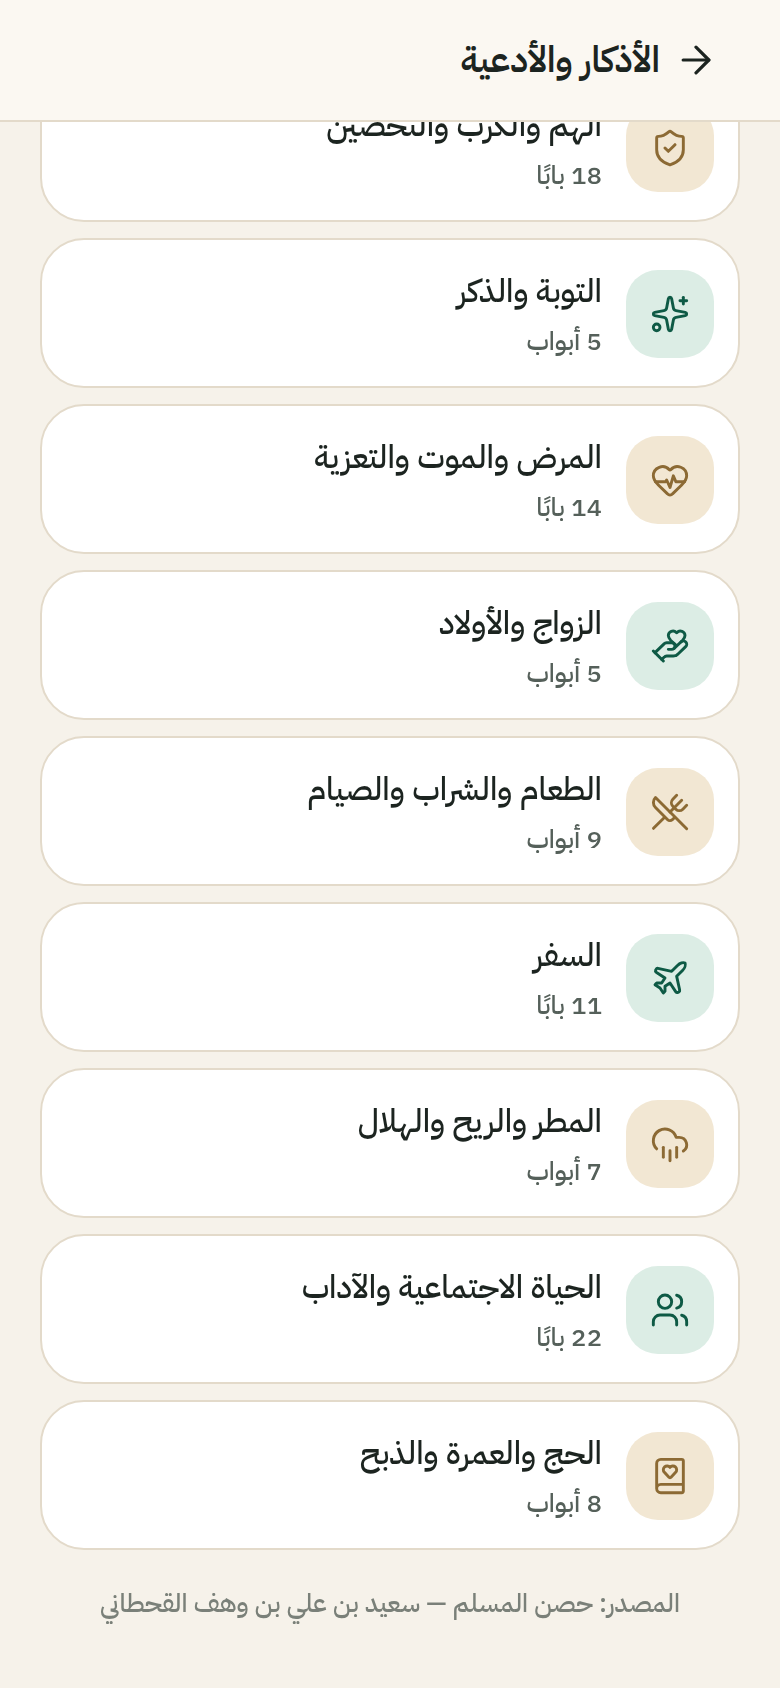 الأذكار والأدعية
الهم والكرب والتحصين
18 بابًا
التوبة والذكر
5 أبواب
المرض والموت والتعزية
14 بابًا
الزواج والأولاد
5 أبواب
الطعام والشراب والصيام
9 أبواب
السفر
11 بابًا
المطر والريح والهلال
7 أبواب
الحياة الاجتماعية والآداب
22 بابًا
الحج والعمرة والذبح
8 أبواب
المصدر: حصن المسلم — سعيد بن علي بن وهف القحطاني